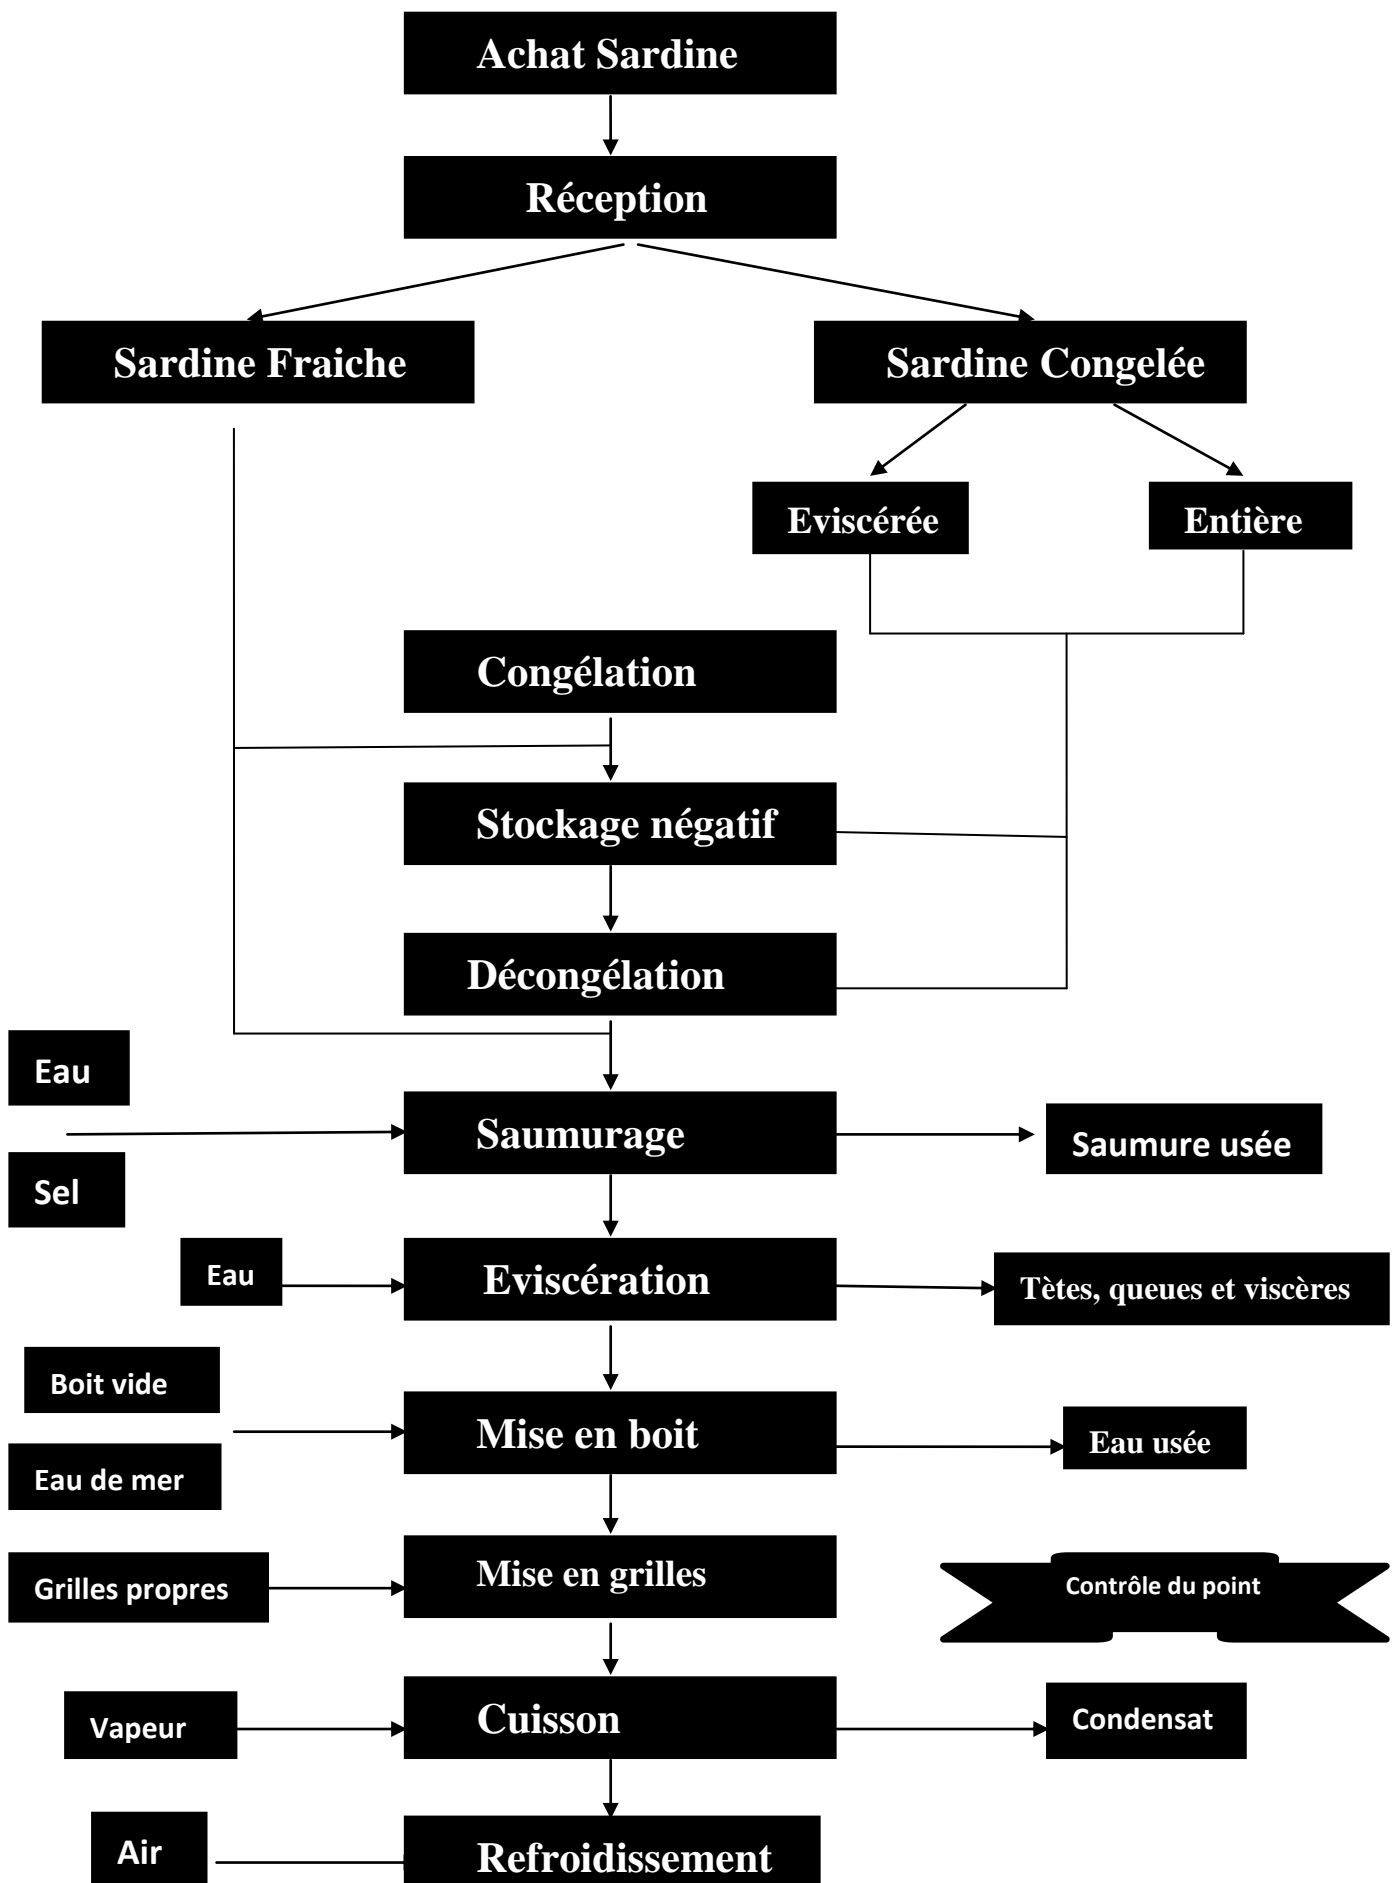 Achat Sardine
Réception
Sardine Fraiche
Sardine Congelée
Eviscérée
Entière
Congélation
Stockage négatif
Décongélation
Eau
Saumurage
Saumure usée
Sel
Eau
Eviscération
Tètes, queues et viscères
Boit vide
Mise en boit
Eau usée
Eau de mer
Grilles propres
Mise en grilles
Contrôle du point
Vapeur
Cuisson
Condensat
Air
Refroidissement